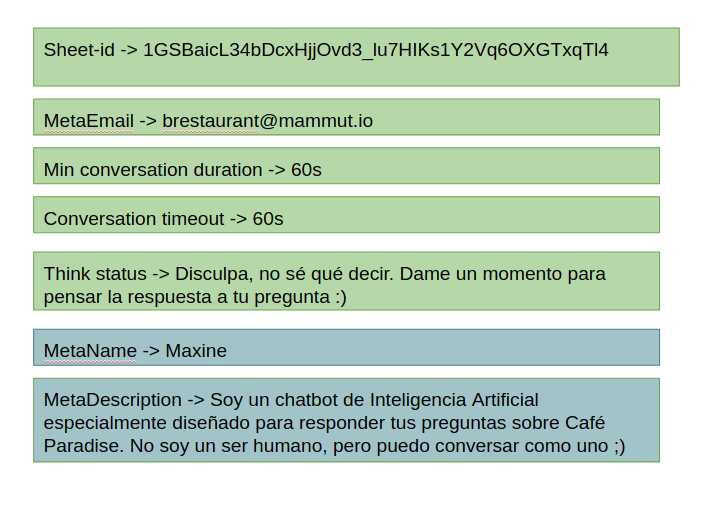 Sheet-id -> 1GSBaicL34bDcxHjjOvd3_lu7HIKs1Y2Vq6OXGTxqTl4
MetaEmail -> brestaurant@mammut.io
Min conversation duration -> 60s
Conversation timeout -> 60s
Think status -> Disculpa, no sé qué decir. Dame un momento para
pensar la respuesta a tu pregunta :)
MetaName -> Maxine
MetaDescription -> Soy un chatbot de Inteligencia Artificial
especialmente diseñado para responder tus preguntas sobre Café
Paradise. No soy un ser humano, pero puedo conversar como uno ;)